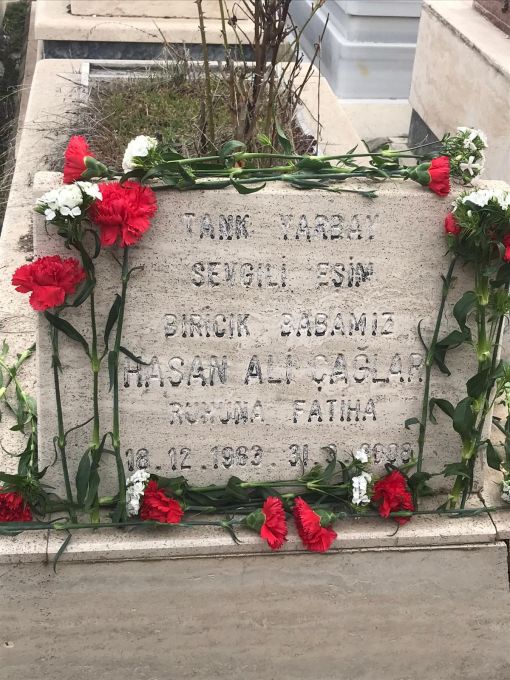 TANK YARBAY
SEVGİLİ EŞİM
BİRİCİK BABAMIZ
HASAN ALİ ÇAĞLAR
RUHUNA FATİHA
18.12.1963 31